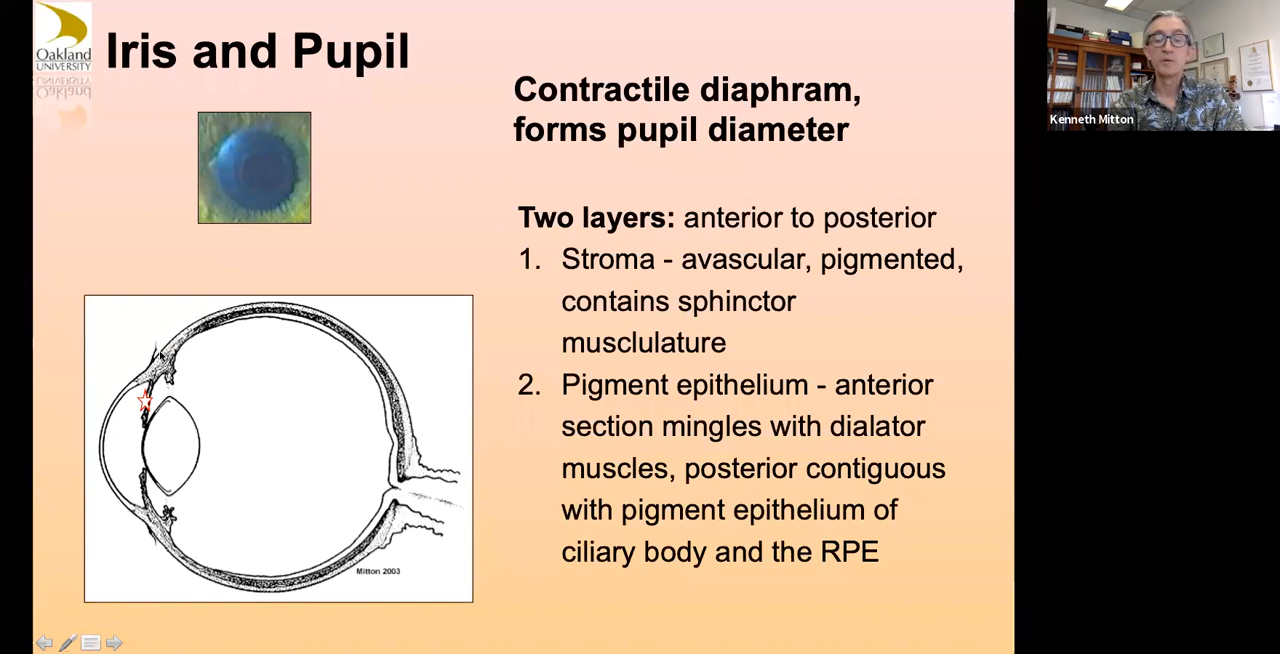 Oakland
UNIVERSITY
Iris and Pupil
Contractile diaphram,
forms pupil diameter
Two layers: anterior to posterior
1. Stroma - avascular, pigmented,
contains sphinctor
musclulature
2. Pigment epithelium - anterior
section mingles with dialator
muscles, posterior contiguous
with pigment epithelium of
ciliary body and the RPE
Mitton 2003
Kenneth Mitton